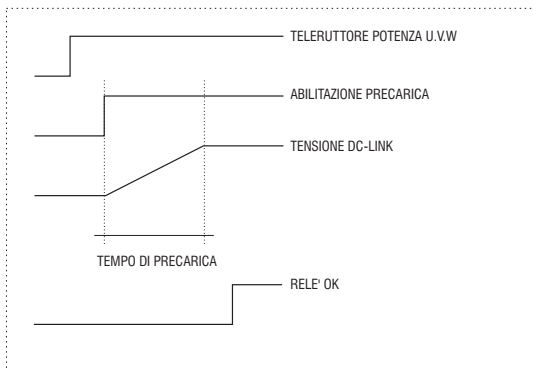 TELERUTTORE POTENZA U.V.W
ABILITAZIONE PRECARICA
TENSIONE DC-LINK
TEMPO DI PRECARICA
RELE' OK